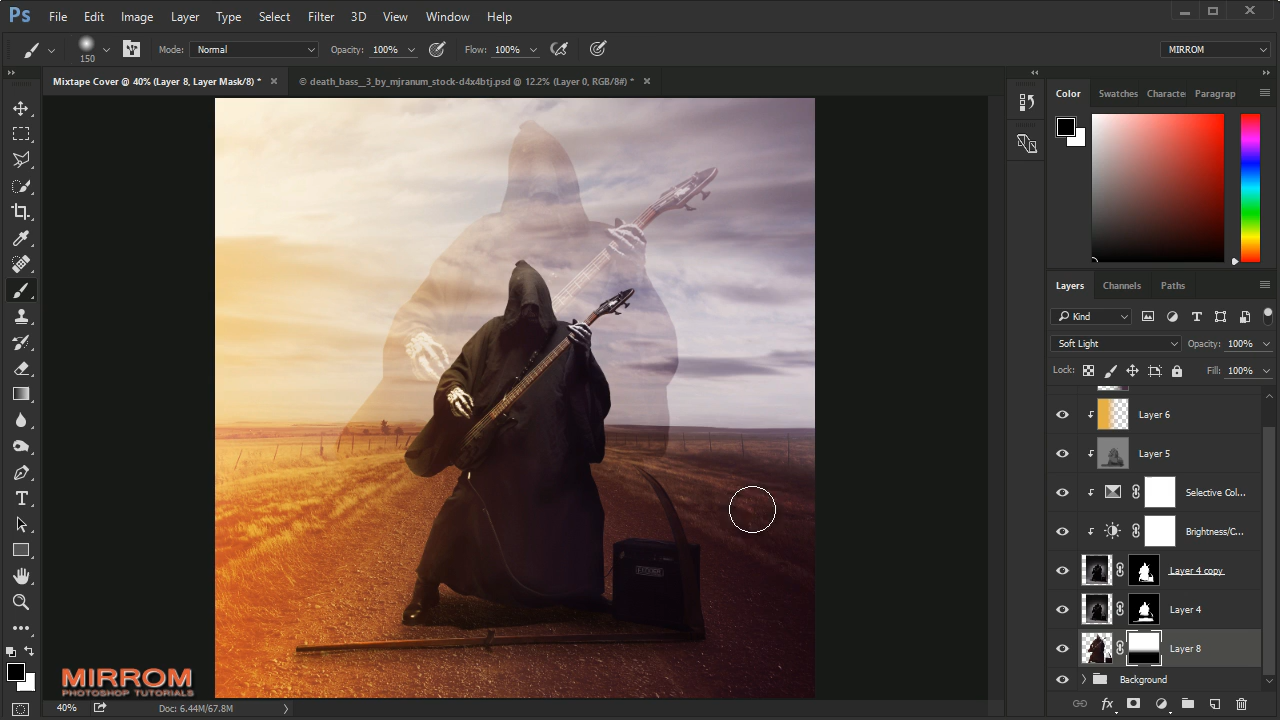 Ps File Edit Image Layer Type Select Filter 3D View Window Help
150 Mode: Normal Opacity: 100% Flow: 100% MIRROM
Mixtape Cover @ 40% (Layer 8, Layer Mask/8) * × © death_bass__3_by_mjranum_stock-d4x4btj.psd @ 12.2% (Layer 0, RGB/8#) * ×
Color Swatches Characte Paragrap
Layers Channels Paths
Kind
Soft Light Opacity: 100%
Lock: Fill: 100%
Layer 6
Layer 5
Selective Col...
Brightness/C...
Layer 4 copy
Layer 4
Layer 8
Background
fx
MIRROM
PHOTOSHOP TUTORIALS
40% Doc: 6.44M/67.8M